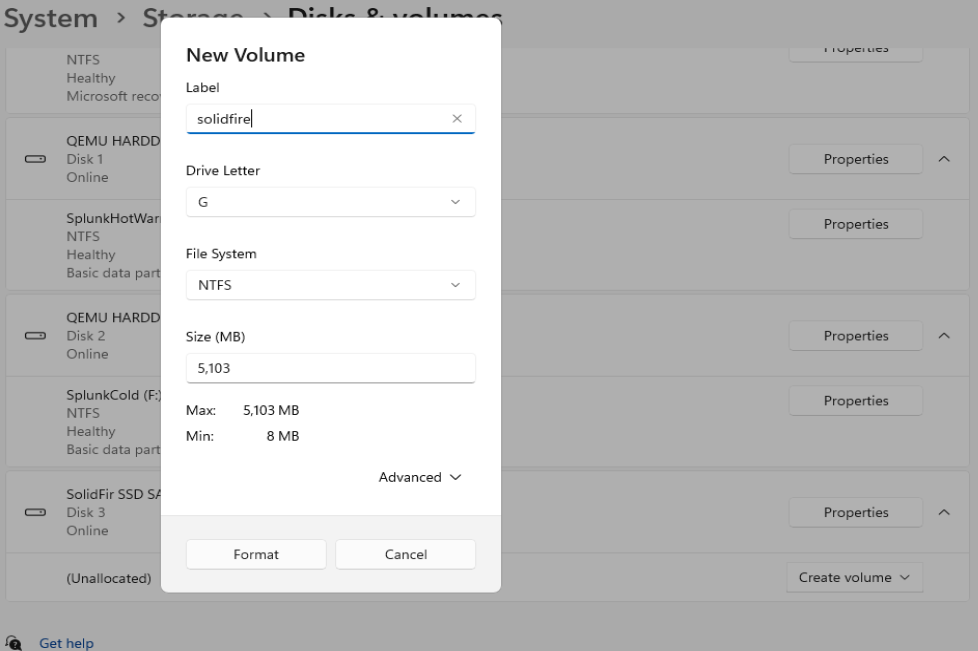 System > Storage > Disks & volumes
NTFS
Healthy
Microsoft reco
Properties
QEMU HARDD
Disk 1
Online
Properties
SplunkHotWar
NTFS
Healthy
Basic data part
Properties
QEMU HARDD
Disk 2
Online
Properties
SplunkCold (F:)
NTFS
Healthy
Basic data part
Properties
SolidFir SSD SA
Disk 3
Online
Properties
(Unallocated)
Create volume
Get help
New Volume
Label
solidfire
Drive Letter
G
File System
NTFS
Size (MB)
5,103
Max: 5,103 MB
Min: 8 MB
Advanced
Format
Cancel